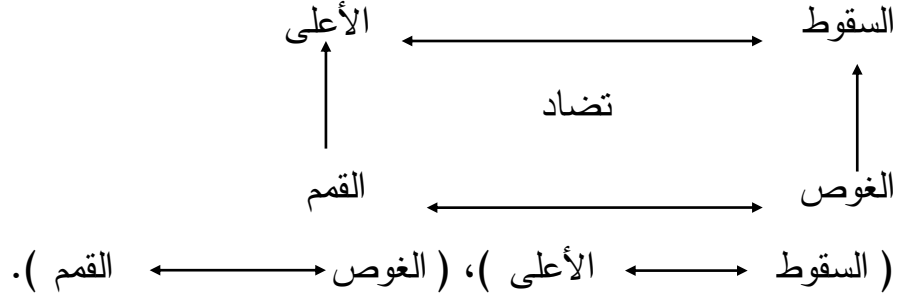 السقوط الأعلى
تضاد
الغوص القمم
( السقوط الأعلى )، ( الغوص القمم ).